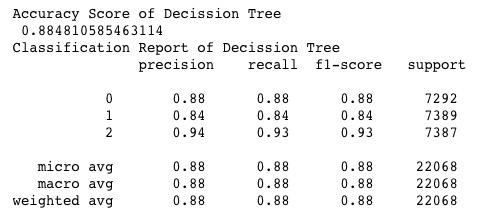 Accuracy Score of Decission Tree
0.884810585463114
Classification Report of Decission Tree
precision recall f1-score support
0 0.88 0.88 0.88 7292
1 0.84 0.84 0.84 7389
2 0.94 0.93 0.93 7387
micro avg 0.88 0.88 0.88 22068
macro avg 0.88 0.88 0.88 22068
weighted avg 0.88 0.88 0.88 22068